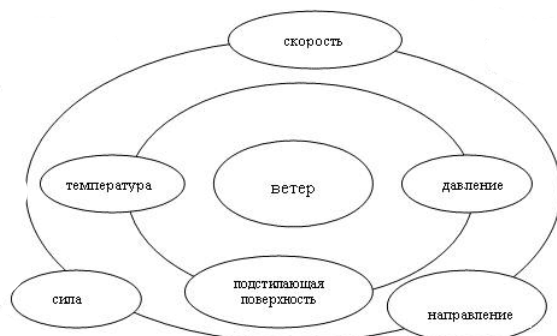 скорость
температура
ветер
давление
подстилающая
поверхность
сила
направление